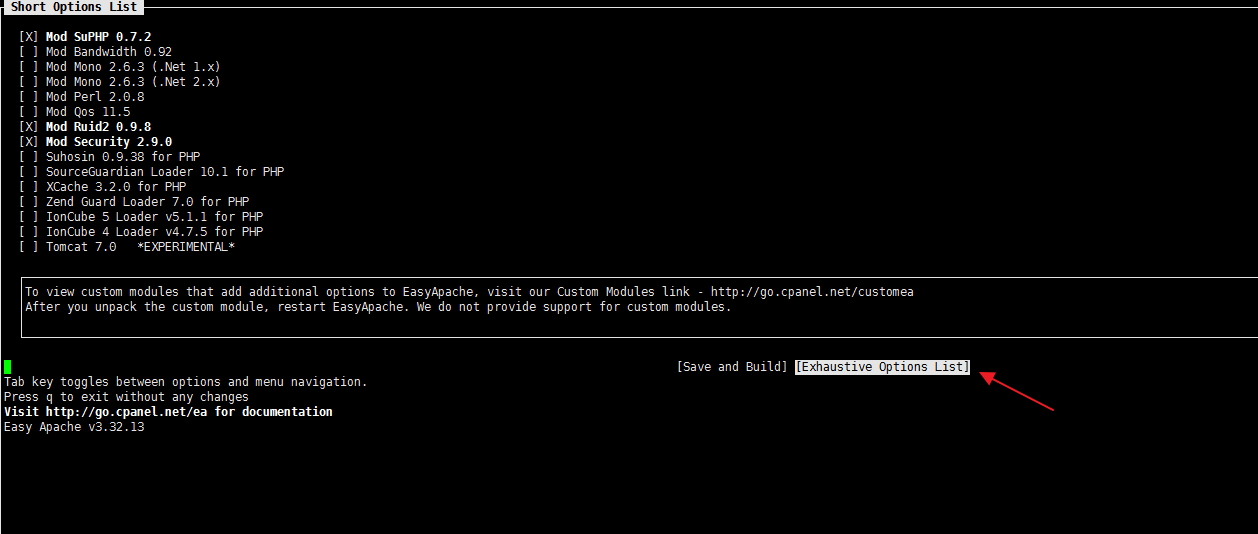 Short Options List
[X] Mod SuPHP 0.7.2
[ ] Mod Bandwidth 0.92
[ ] Mod Mono 2.6.3 (.Net 1.x)
[ ] Mod Mono 2.6.3 (.Net 2.x)
[ ] Mod Perl 2.0.8
[ ] Mod Qos 11.5
[X] Mod Ruid2 0.9.8
[X] Mod Security 2.9.0
[ ] Suhosin 0.9.38 for PHP
[ ] SourceGuardian Loader 10.1 for PHP
[ ] XCache 3.2.0 for PHP
[ ] Zend Guard Loader 7.0 for PHP
[ ] IonCube 5 Loader v5.1.1 for PHP
[ ] IonCube 4 Loader v4.7.5 for PHP
[ ] Tomcat 7.0   *EXPERIMENTAL*
To view custom modules that add additional options to EasyApache, visit our Custom Modules link - http://go.cpanel.net/customea
After you unpack the custom module, restart EasyApache. We do not provide support for custom modules.
[Save and Build] [Exhaustive Options List]
Tab key toggles between options and menu navigation.
Press q to exit without any changes
Visit http://go.cpanel.net/ea for documentation
Easy Apache v3.32.13